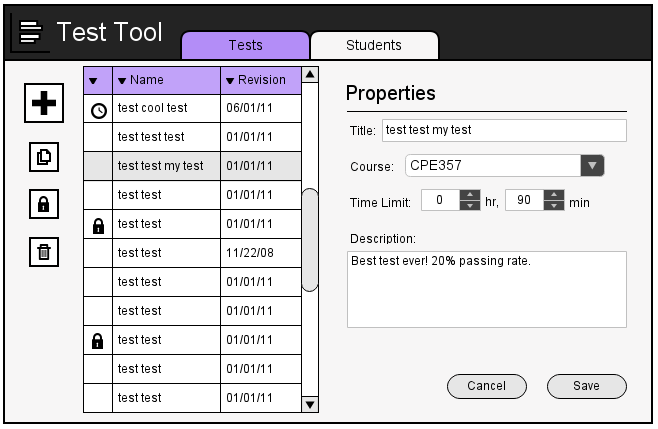 Test Tool
Tests
Students
Name Revision
test cool test 06/01/11
test test test 01/01/11
test test my test 01/01/11
test test 01/01/11
test test 01/01/11
test test 11/22/08
test test 01/01/11
test test 01/01/11
test test 01/01/11
test test 01/01/11
test test 01/01/11
Properties
Title: test test my test
Course: CPE357
Time Limit: 0 hr, 90 min
Description:
Best test ever! 20% passing rate.
Cancel Save